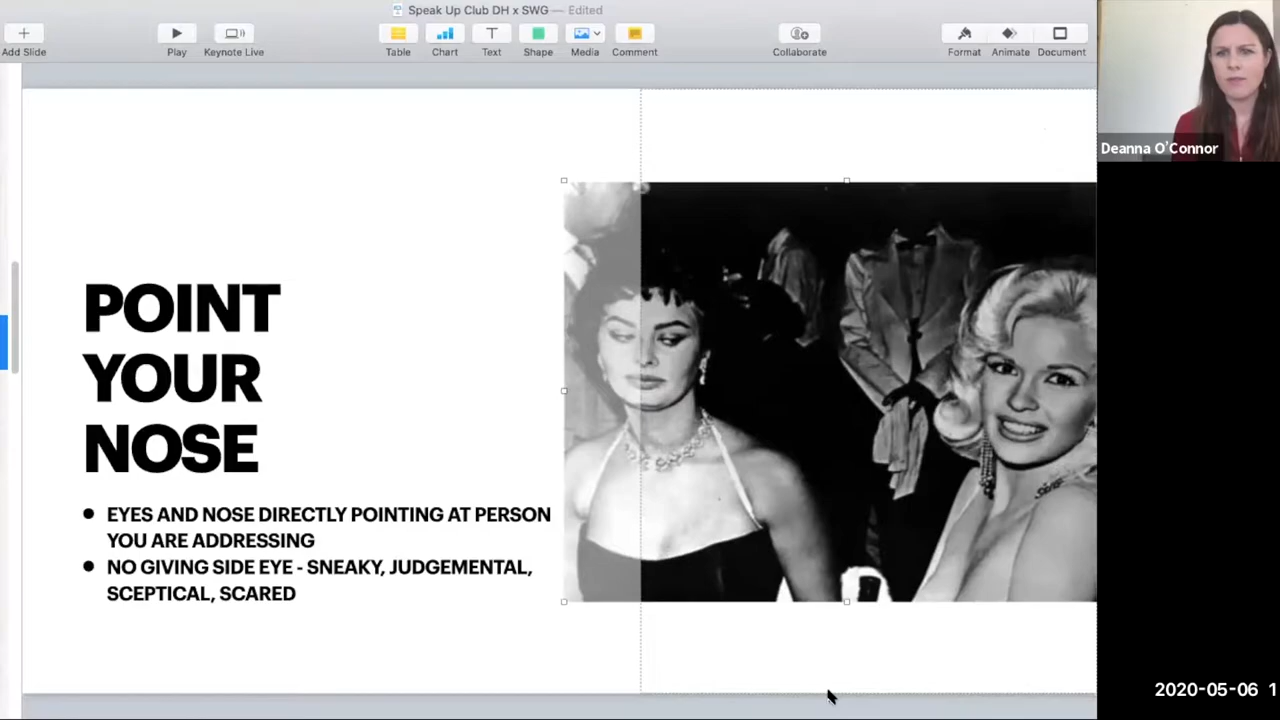 Speak Up Club DH x SWG — Edited
Add Slide
Play
Keynote Live
Table
Chart
Text
Shape
Media
Comment
Collaborate
Format
Animate
Document
Deanna O'Connor
POINT
YOUR
NOSE
● EYES AND NOSE DIRECTLY POINTING AT PERSON
YOU ARE ADDRESSING
● NO GIVING SIDE EYE - SNEAKY, JUDGEMENTAL,
SCEPTICAL, SCARED
2020-05-06 1